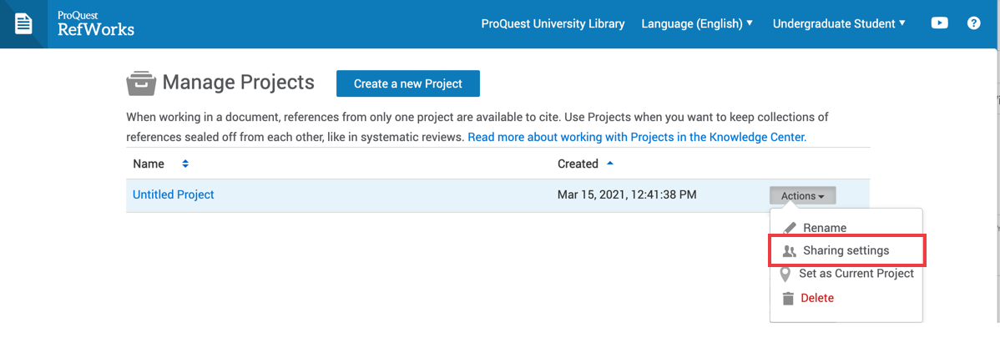 ProQuest
RefWorks
ProQuest University Library Language (English) Undergraduate Student ?
Manage Projects Create a new Project
When working in a document, references from only one project are available to cite. Use Projects when you want to keep collections of
references sealed off from each other, like in systematic reviews. Read more about working with Projects in the Knowledge Center.
Name Created
Untitled Project Mar 15, 2021, 12:41:38 PM Actions
Rename
Sharing settings
Set as Current Project
Delete